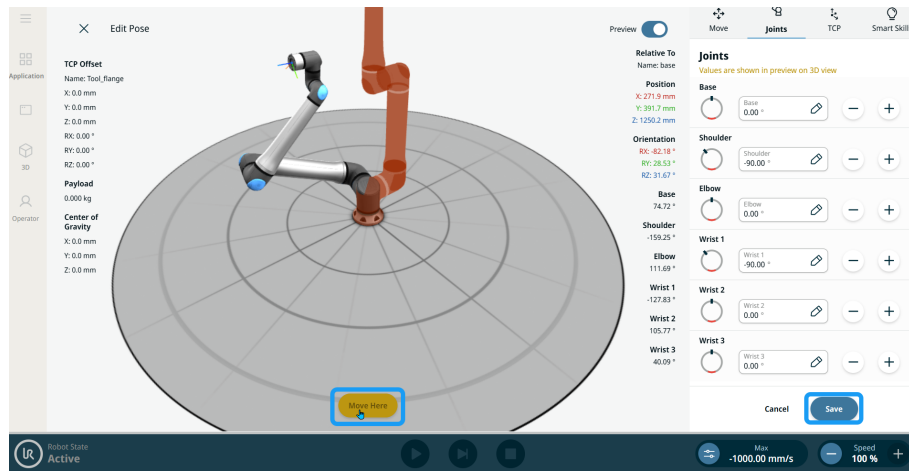 Edit Pose
Preview
Move
Joints
TCP
Smart Skill
Application
3D
Operator
TCP Offset
Name: Tool_flange
X: 0.0 mm
Y: 0.0 mm
Z: 0.0 mm
RX: 0.00 °
RY: 0.00 °
RZ: 0.00 °
Payload
0.000 kg
Center of
Gravity
X: 0.0 mm
Y: 0.0 mm
Z: 0.0 mm
Relative To
Name: base
Position
X: 271.9 mm
Y: 391.7 mm
Z: 1250.2 mm
Orientation
RX: -82.18 °
RY: 28.53 °
RZ: 31.67 °
Base
74.72 °
Shoulder
-159.25 °
Elbow
111.69 °
Wrist 1
-127.83 °
Wrist 2
105.77 °
Wrist 3
40.09 °
Joints
Values are shown in preview on 3D view
Base
Base
0.00 °
Shoulder
Shoulder
-90.00 °
Elbow
Elbow
0.00 °
Wrist 1
Wrist 1
-90.00 °
Wrist 2
Wrist 2
0.00 °
Wrist 3
Wrist 3
0.00 °
Move Here
Cancel
Save
UR
Robot State
Active
Max
-1000.00 mm/s
Speed
100 %